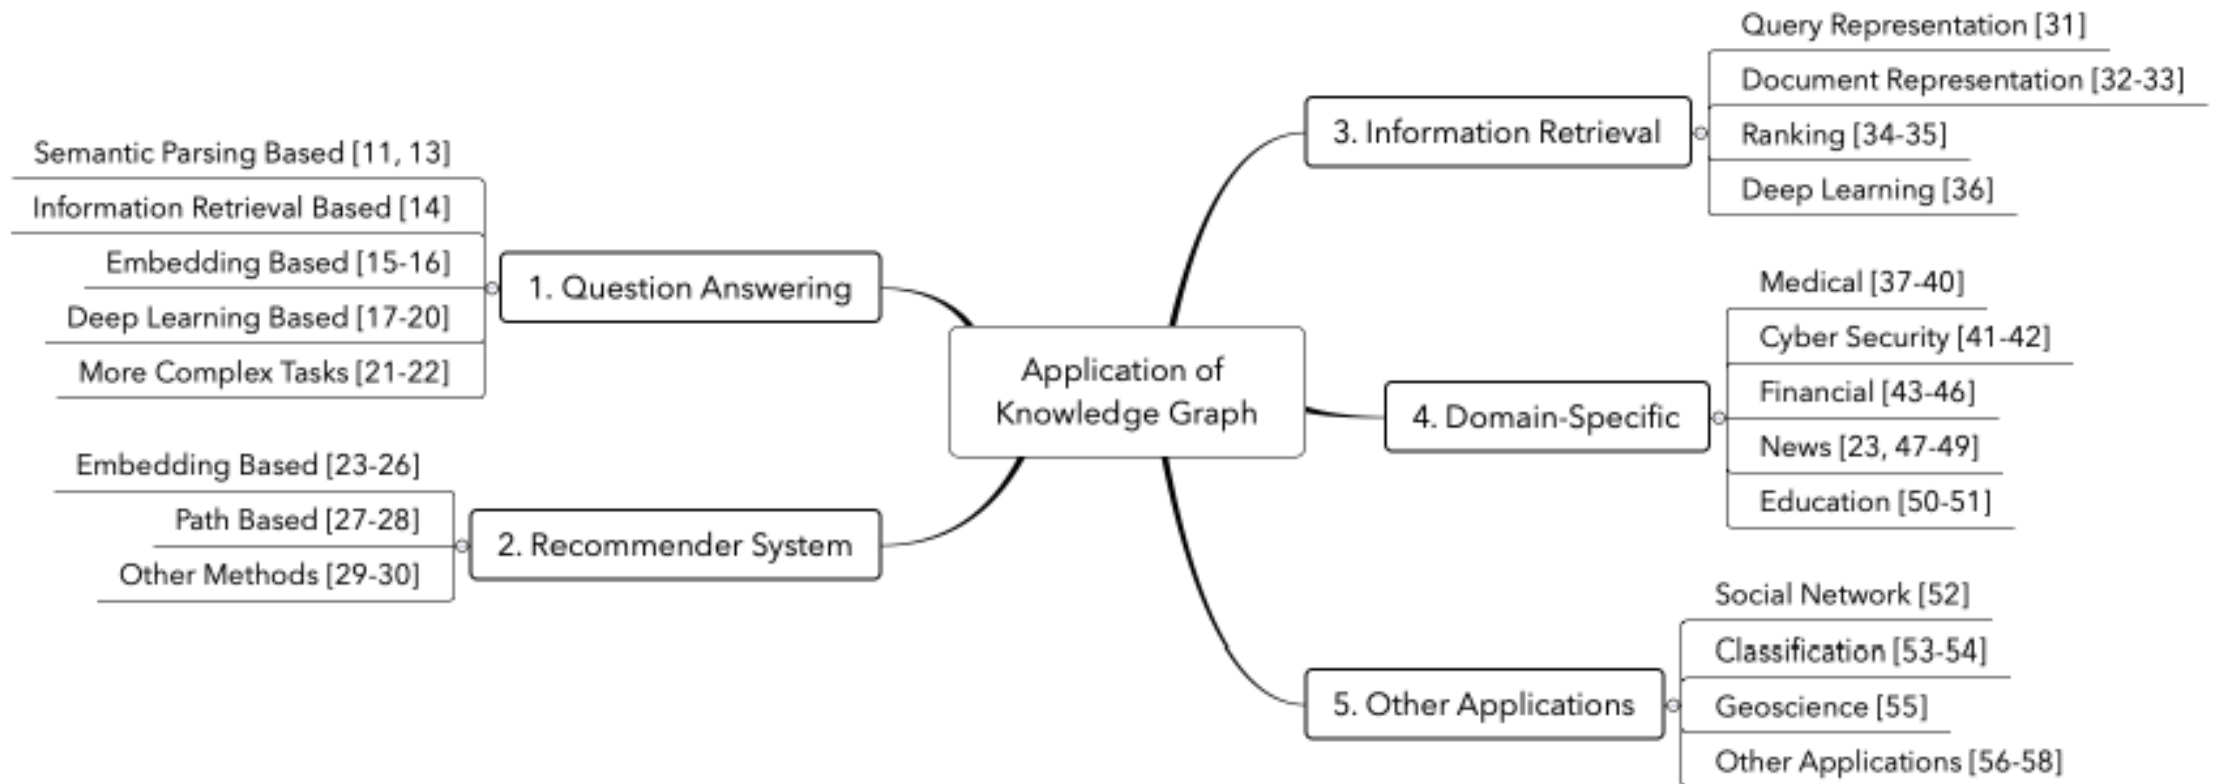 Application of
Knowledge Graph
1. Question Answering
Semantic Parsing Based [11, 13]
Information Retrieval Based [14]
Embedding Based [15-16]
Deep Learning Based [17-20]
More Complex Tasks [21-22]
2. Recommender System
Embedding Based [23-26]
Path Based [27-28]
Other Methods [29-30]
3. Information Retrieval
Query Representation [31]
Document Representation [32-33]
Ranking [34-35]
Deep Learning [36]
4. Domain-Specific
Medical [37-40]
Cyber Security [41-42]
Financial [43-46]
News [23, 47-49]
Education [50-51]
5. Other Applications
Social Network [52]
Classification [53-54]
Geoscience [55]
Other Applications [56-58]